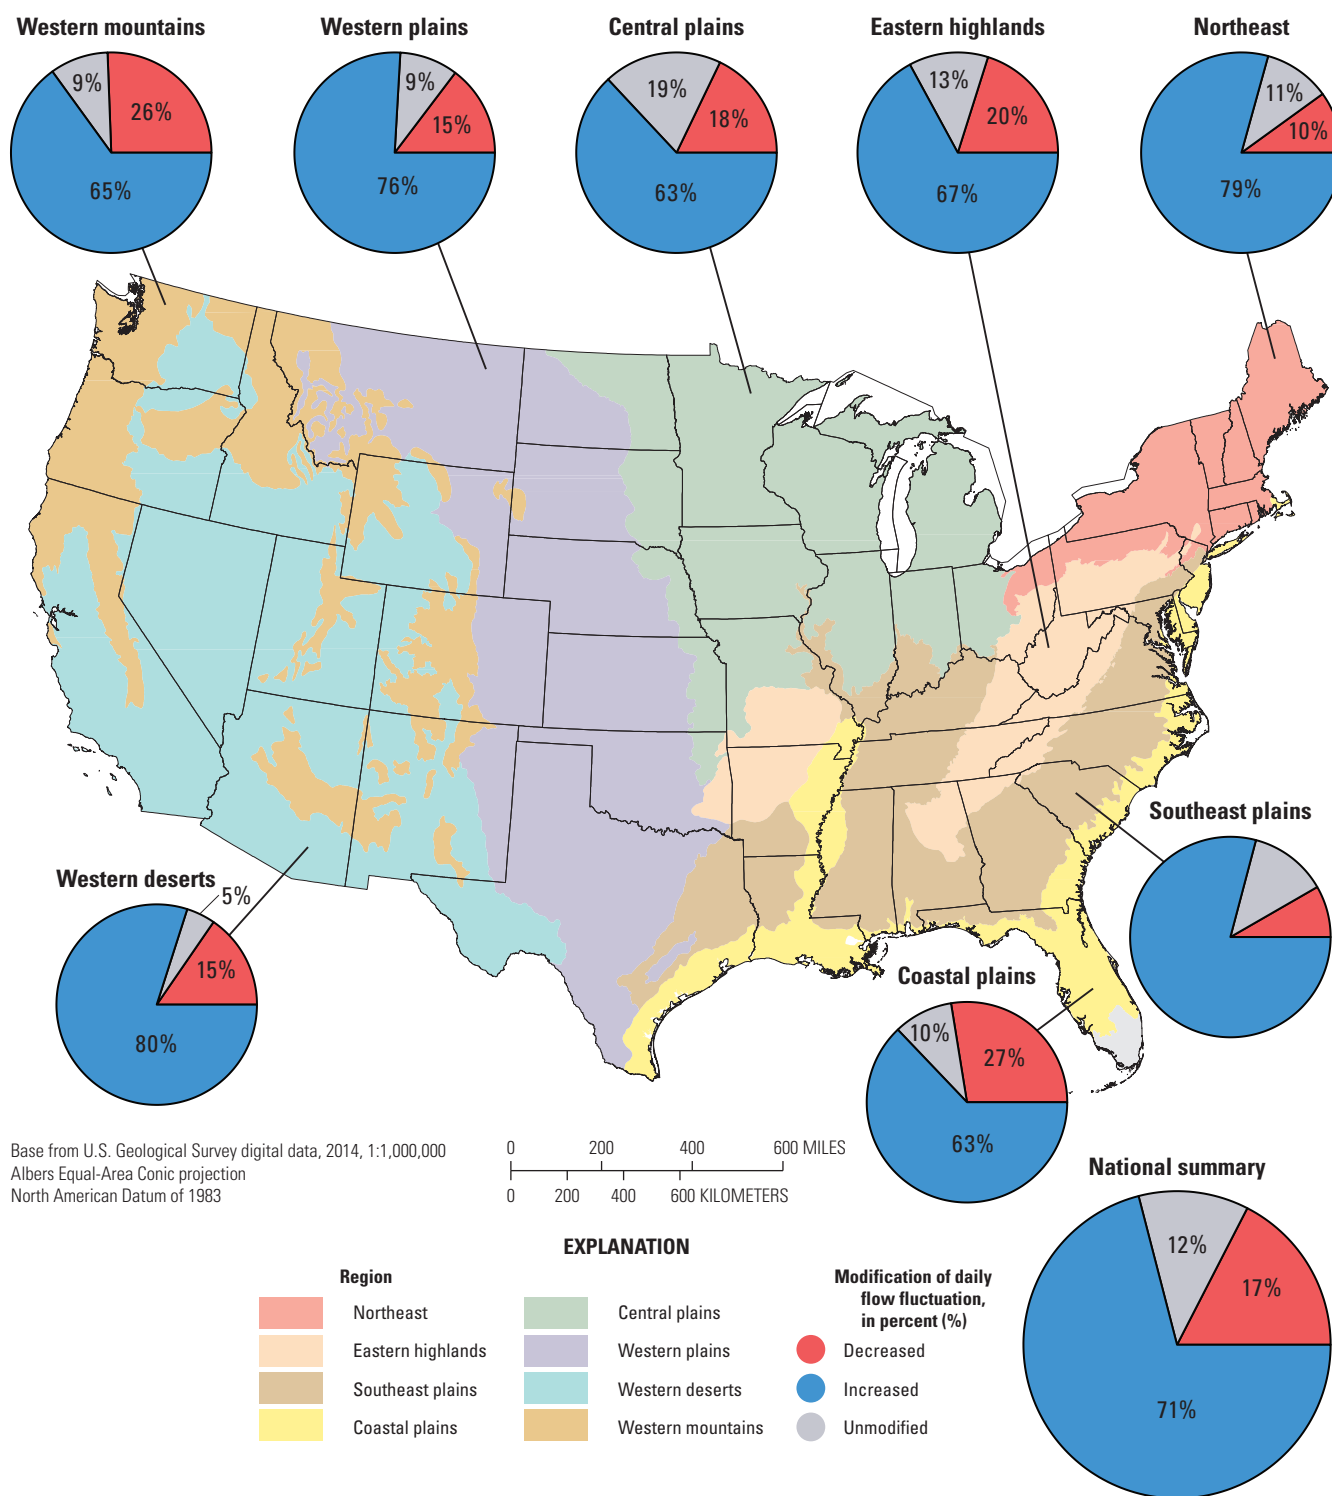 Western mountains
Western plains
Central plains
Eastern highlands
Northeast
9%
26%
65%
9%
15%
76%
19%
18%
63%
13%
20%
67%
11%
10%
79%
Southeast plains
Western deserts
5%
15%
80%
Coastal plains
10%
27%
63%
Base from U.S. Geological Survey digital data, 2014, 1:1,000,000
Albers Equal-Area Conic projection
North American Datum of 1983
0 200 400 600 MILES
0 200 400 600 KILOMETERS
National summary
12%
17%
71%
EXPLANATION
Region
Northeast
Eastern highlands
Southeast plains
Coastal plains
Central plains
Western plains
Western deserts
Western mountains
Modification of daily
flow fluctuation,
in percent (%)
Decreased
Increased
Unmodified